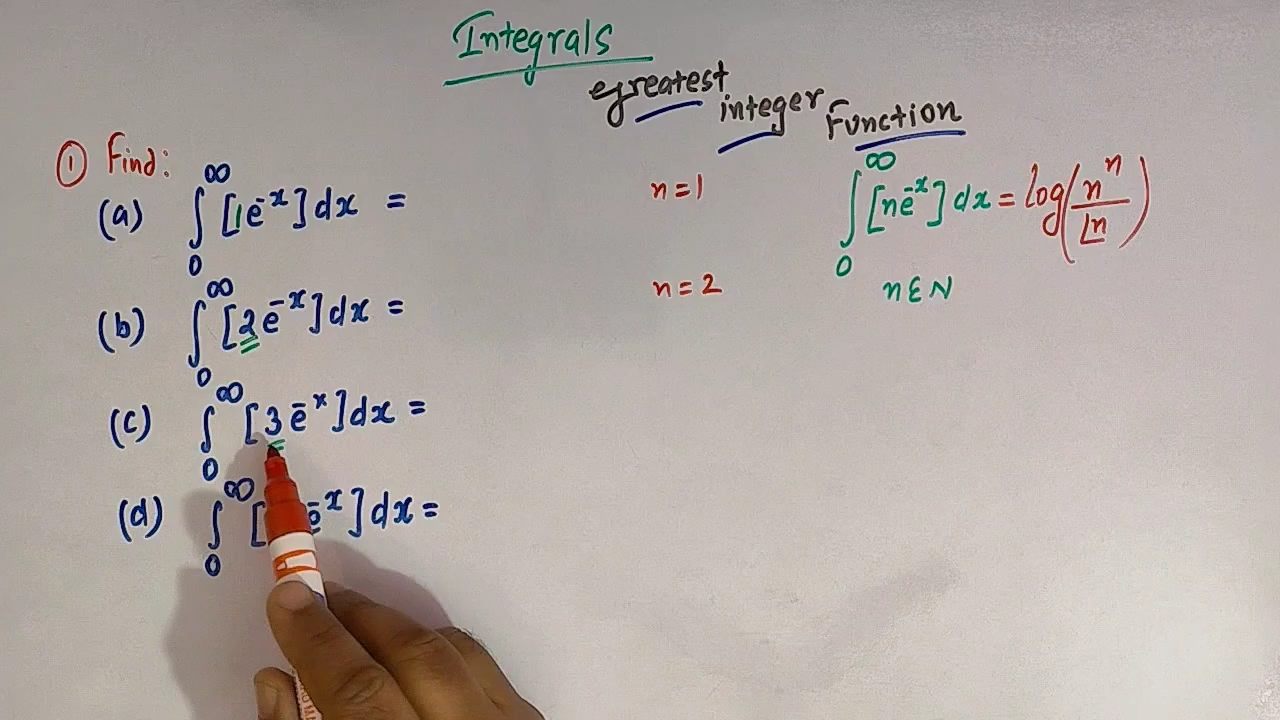 Integrals
greatest integer Function
① Find:
(a) ∫₀^∞ [1e⁻ˣ] dx =
n = 1
∫₀^∞ [ne⁻ˣ] dx = log(nⁿ/⌊n)
n ∈ N
(b) ∫₀^∞ [2e⁻ˣ] dx =
n = 2
(c) ∫₀^∞ [3e⁻ˣ] dx =
(d) ∫₀^∞ [ e⁻ˣ] dx =